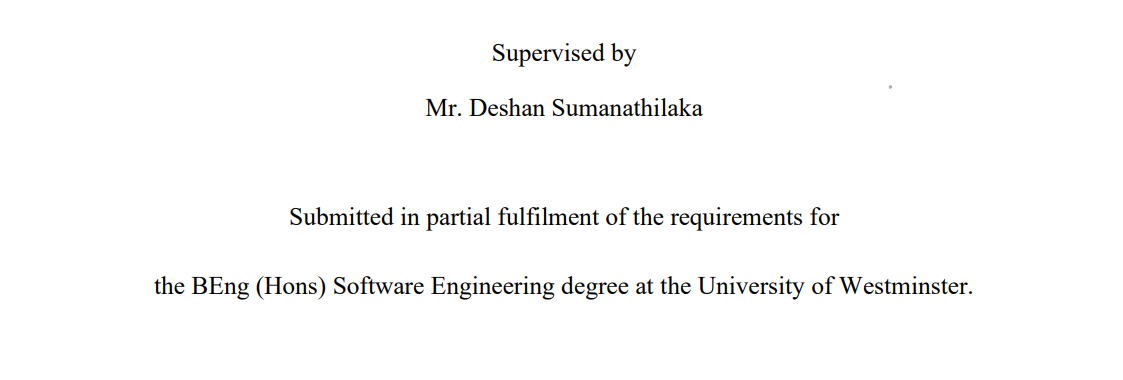 Supervised by
Mr. Deshan Sumanathilaka
Submitted in partial fulfilment of the requirements for
the BEng (Hons) Software Engineering degree at the University of Westminster.